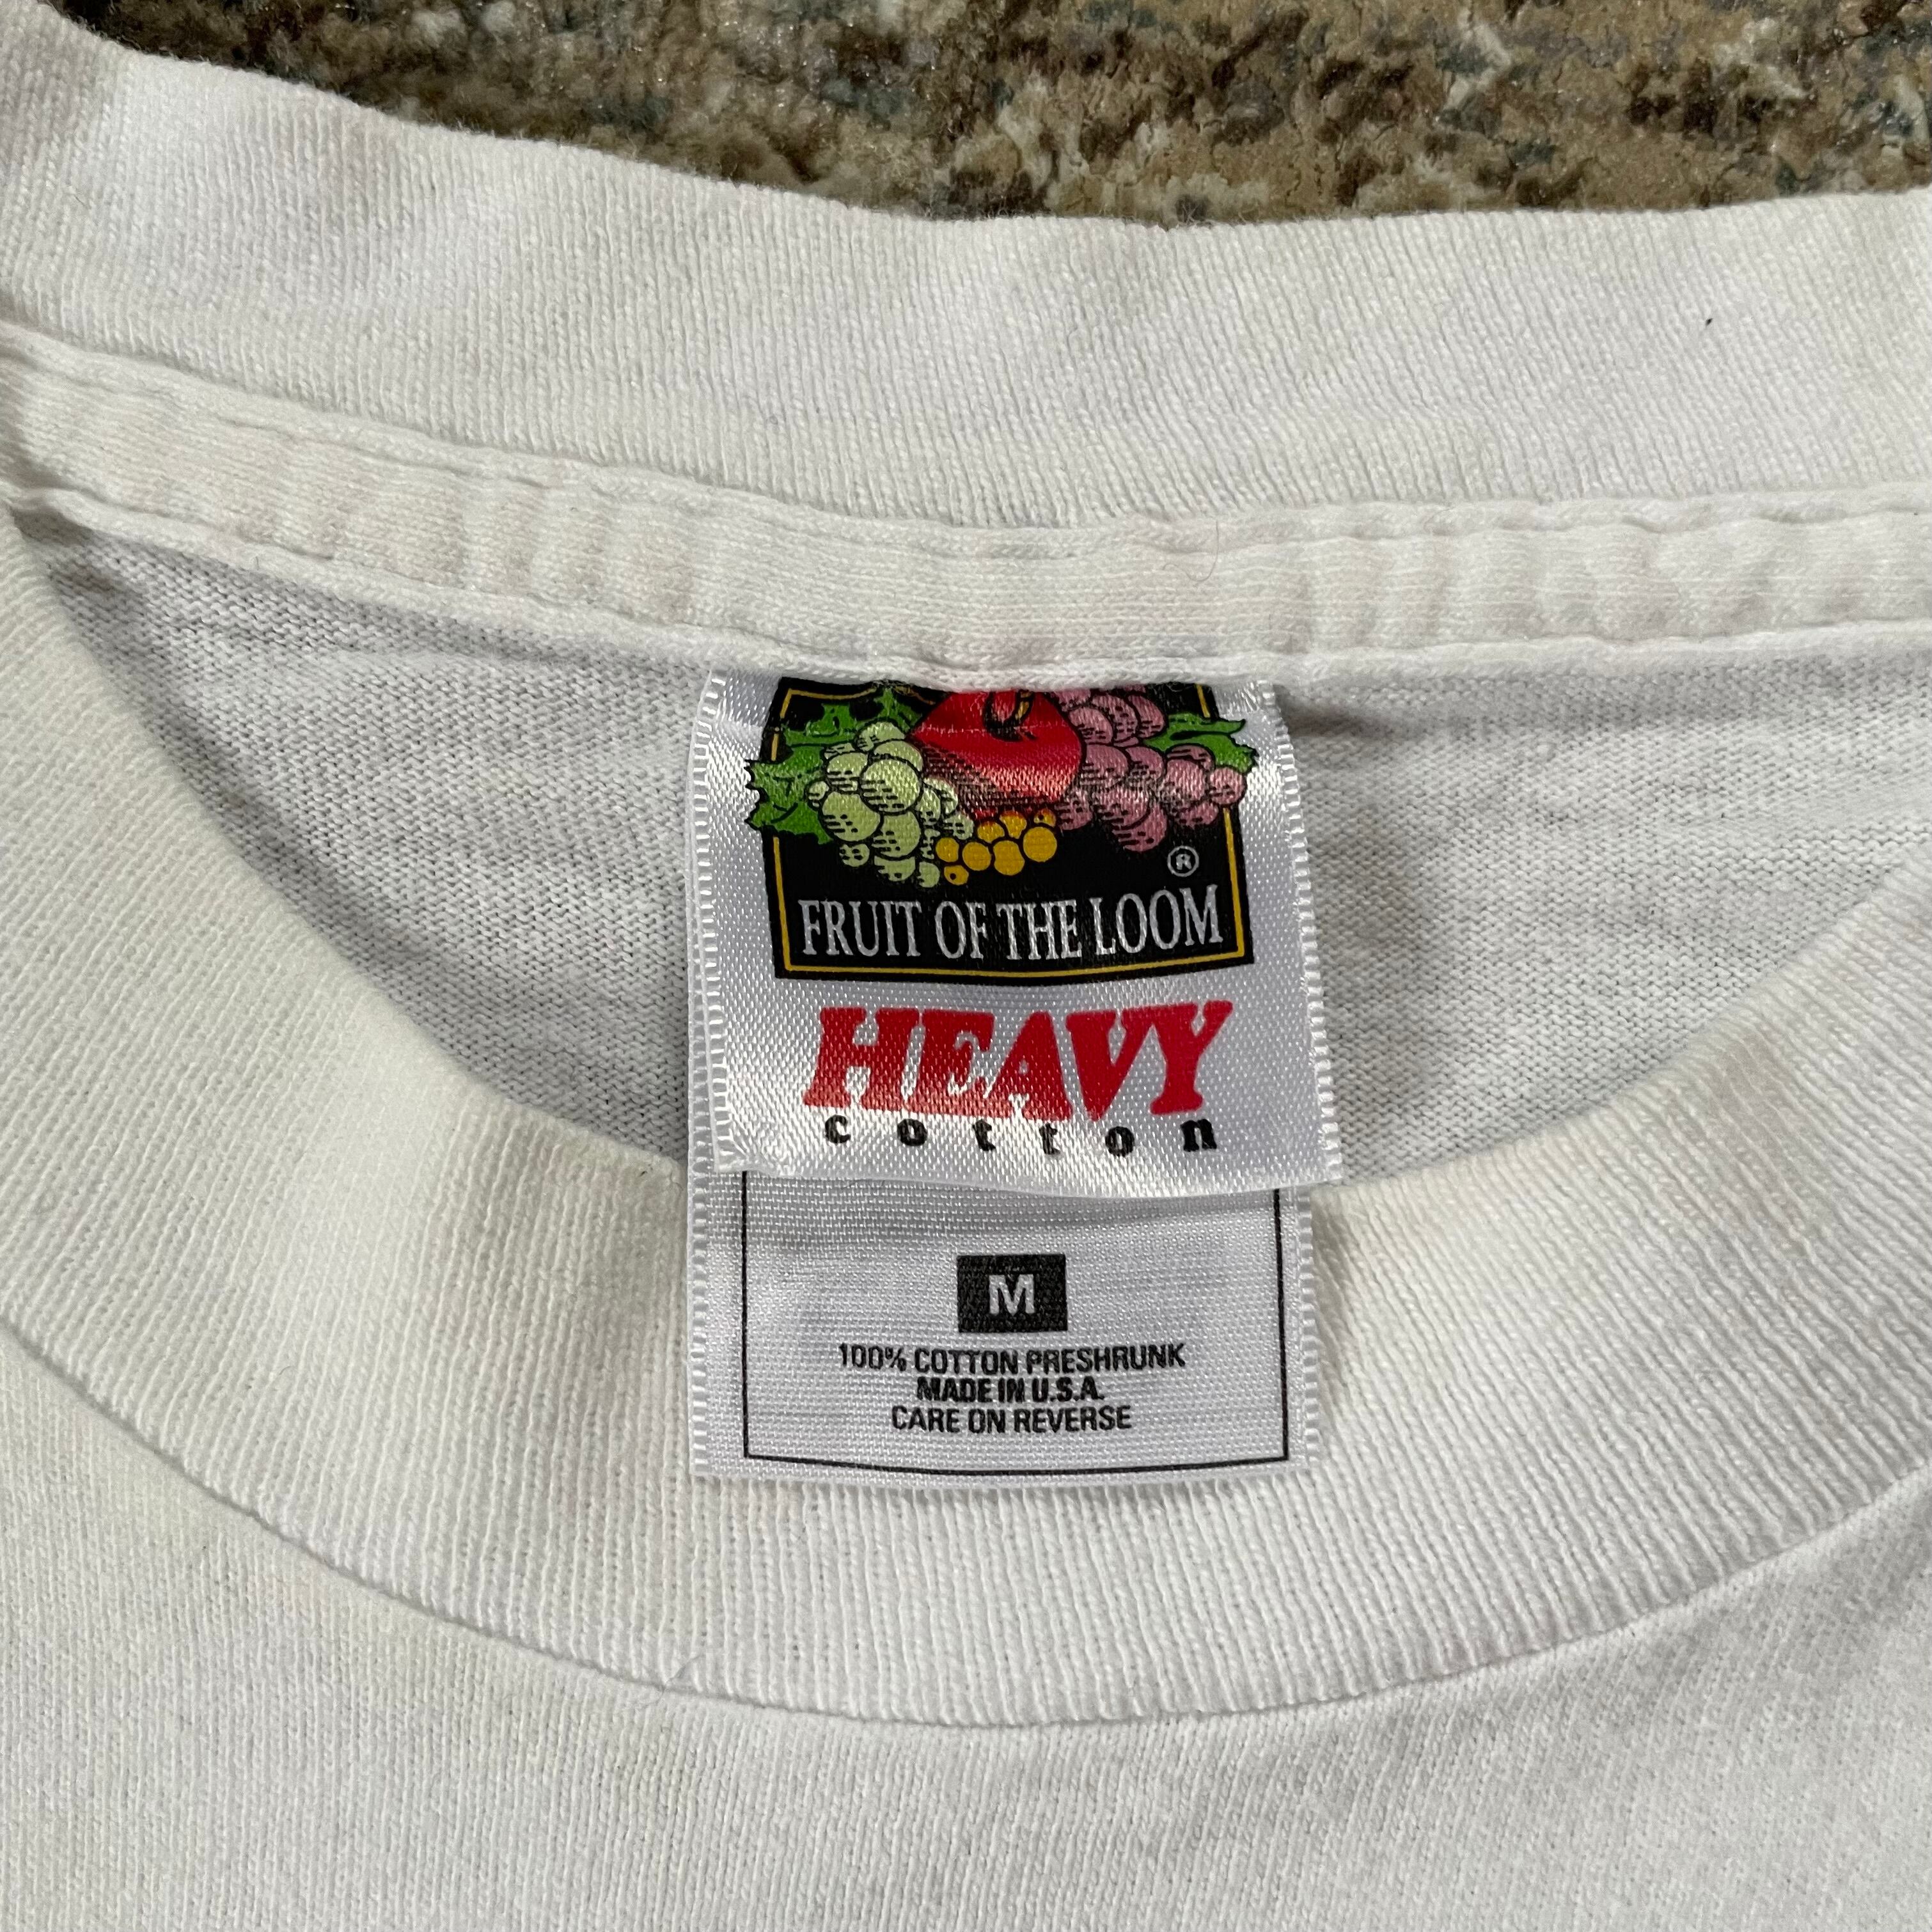 ®
FRUIT OF THE LOOM
HEAVY
cotton
M
100% COTTON PRESHRUNK
MADE IN U.S.A.
CARE ON REVERSE